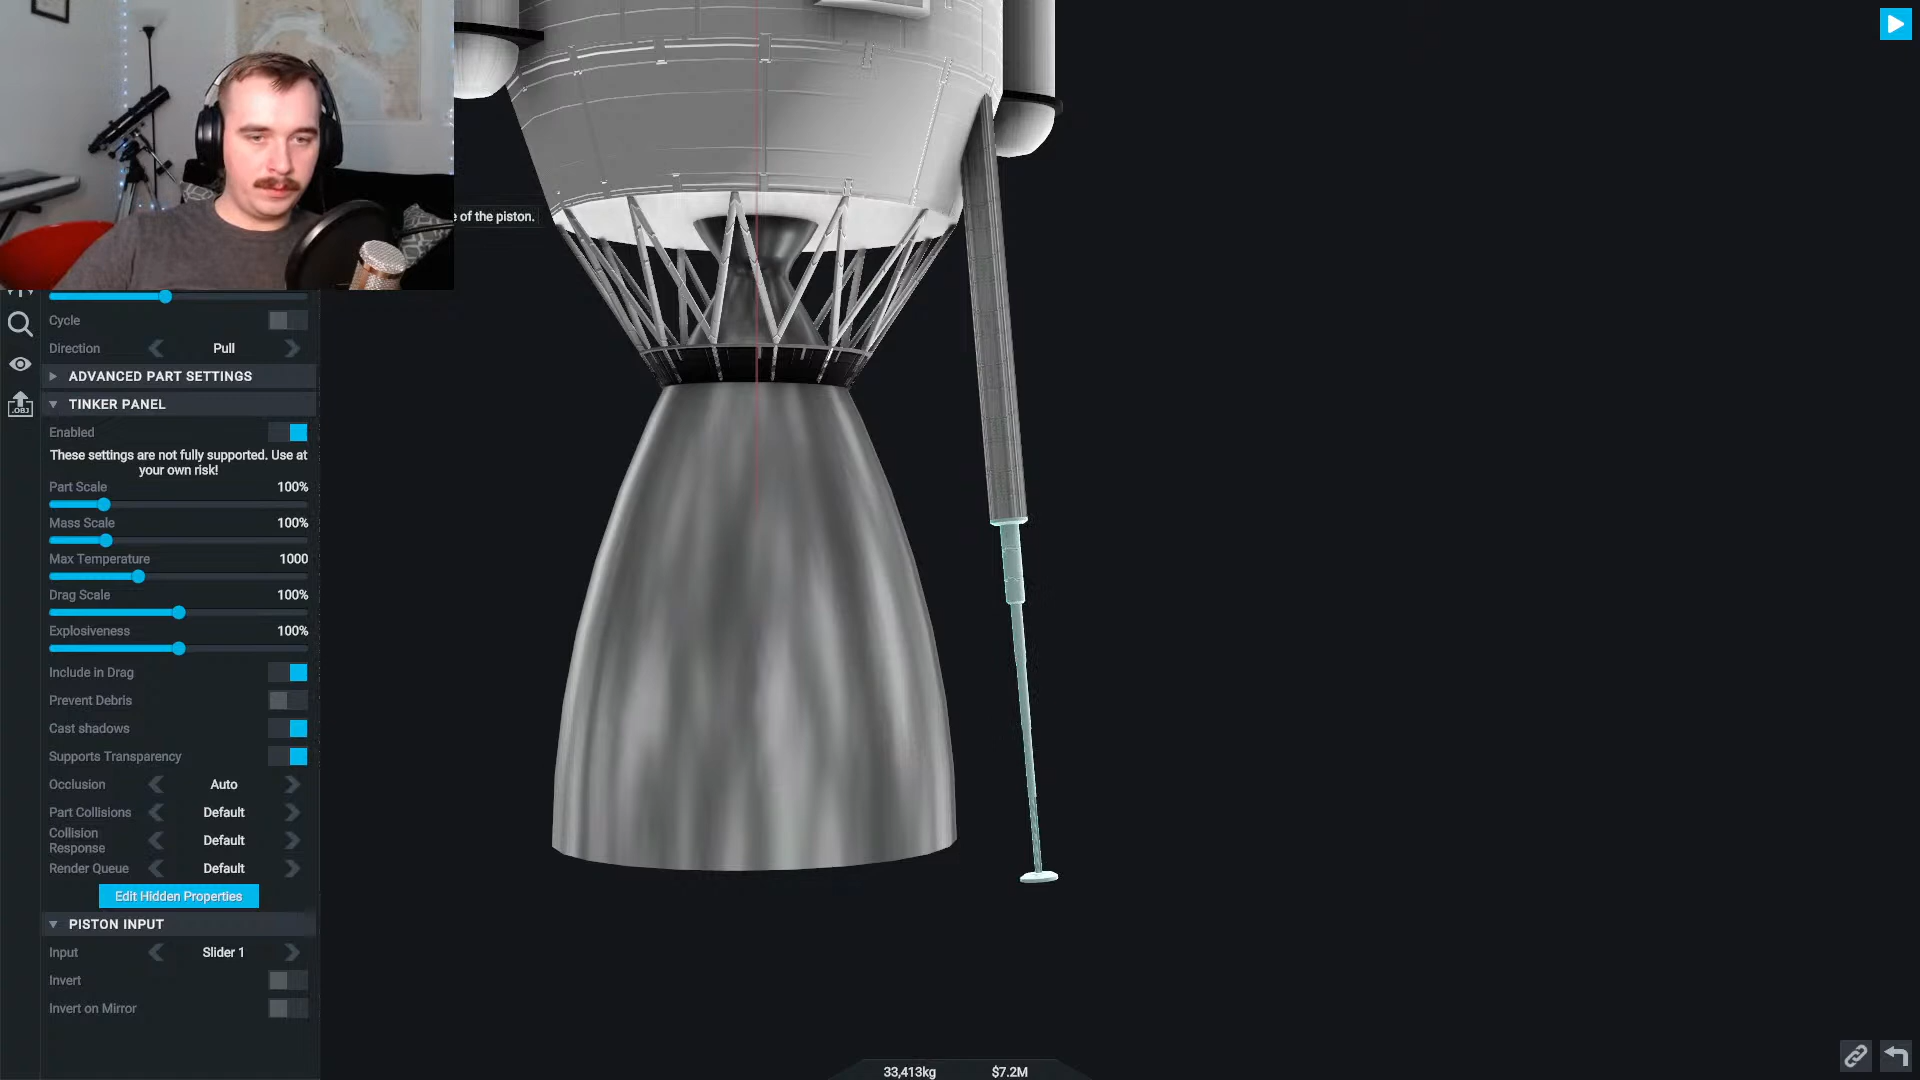 of the piston.
Cycle
Direction
Pull
ADVANCED PART SETTINGS
TINKER PANEL
Enabled
These settings are not fully supported. Use at
your own risk!
Part Scale 100%
Mass Scale 100%
Max Temperature 1000
Drag Scale 100%
Explosiveness 100%
Include in Drag
Prevent Debris
Cast shadows
Supports Transparency
Occlusion Auto
Part Collisions Default
Collision
Response Default
Render Queue Default
Edit Hidden Properties
PISTON INPUT
Input Slider 1
Invert
Invert on Mirror
.OBJ
33,413kg $7.2M